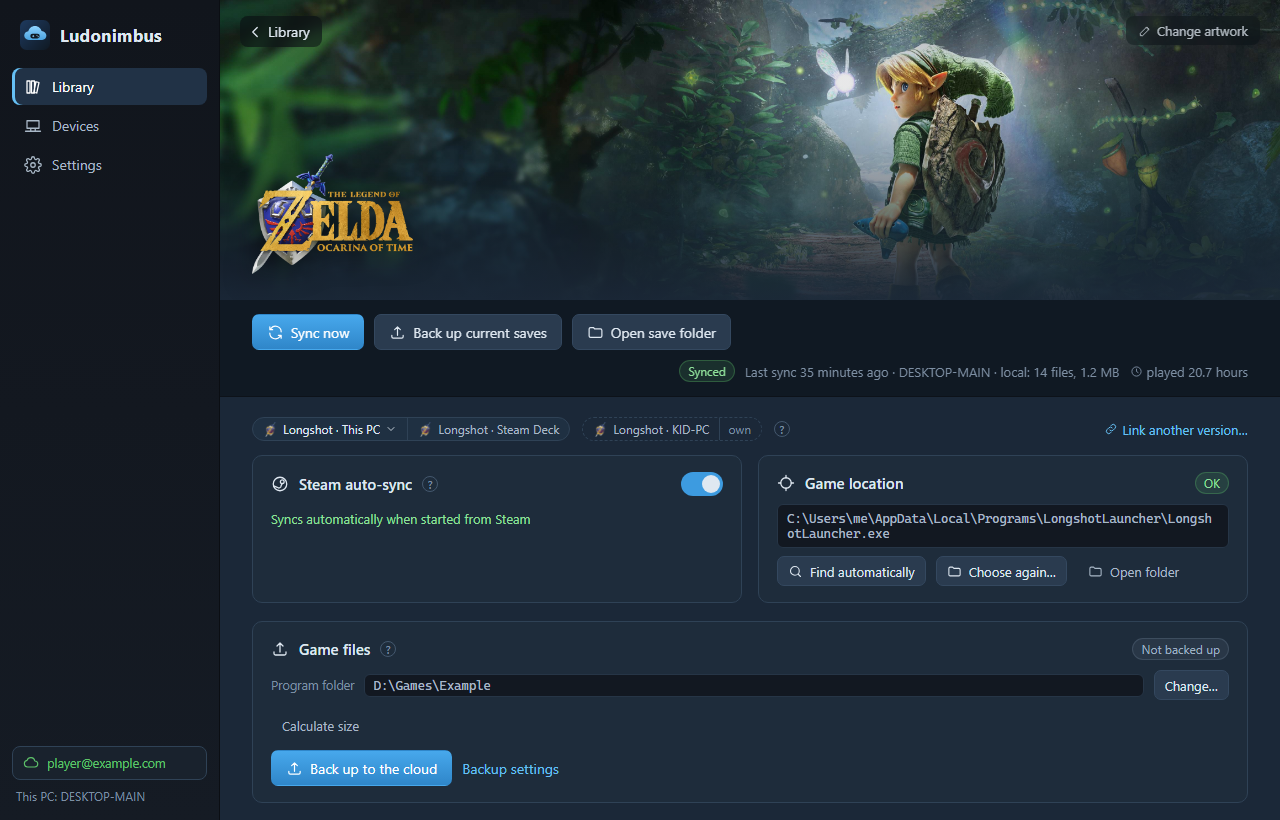 Ludonimbus
Library
Devices
Settings
player@example.com
This PC: DESKTOP-MAIN
Library
Change artwork
THE LEGEND OF
ZELDA
OCARINA OF TIME
Sync now
Back up current saves
Open save folder
Synced
Last sync 35 minutes ago · DESKTOP-MAIN · local: 14 files, 1.2 MB
played 20.7 hours
Longshot · This PC
Longshot · Steam Deck
Longshot · KID-PC
own
?
Link another version...
Steam auto-sync
?
Syncs automatically when started from Steam
Game location
OK
C:\Users\me\AppData\Local\Programs\LongshotLauncher\Longsh
otLauncher.exe
Find automatically
Choose again...
Open folder
Game files
?
Not backed up
Program folder
D:\Games\Example
Change...
Calculate size
Back up to the cloud
Backup settings